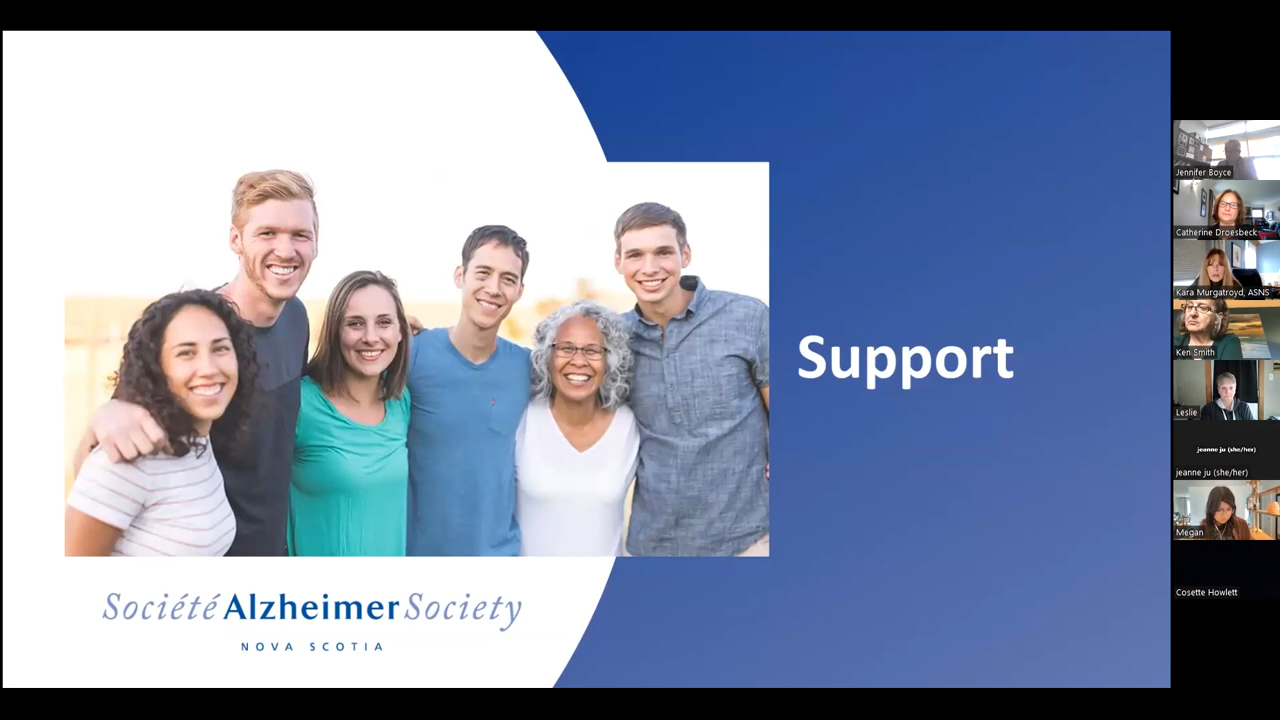 Support
Société Alzheimer Society
NOVA SCOTIA
Jennifer Boyce
Catherine Droesbeck
Kara Murgatroyd, ASNS
Ken Smith
Leslie
jeanne ju (she/her)
jeanne ju (she/her)
Megan
Cosette Howlett